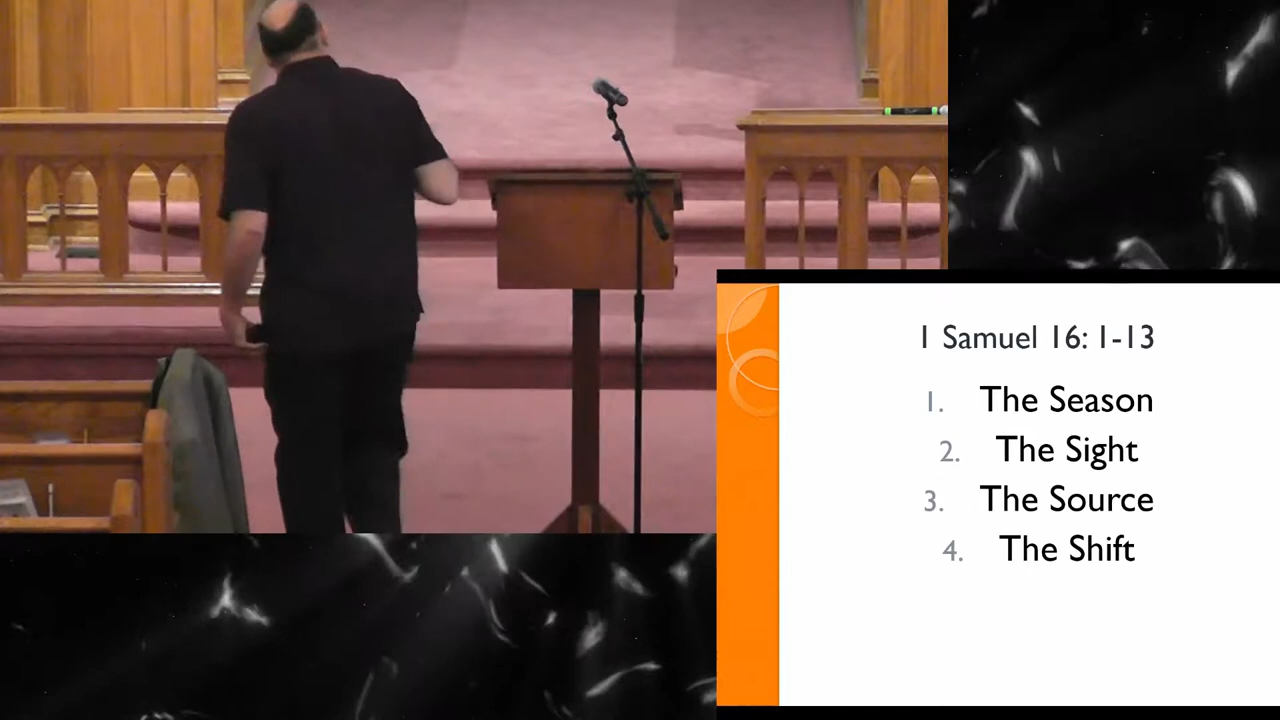 1 Samuel 16: 1-13
1. The Season
2. The Sight
3. The Source
4. The Shift